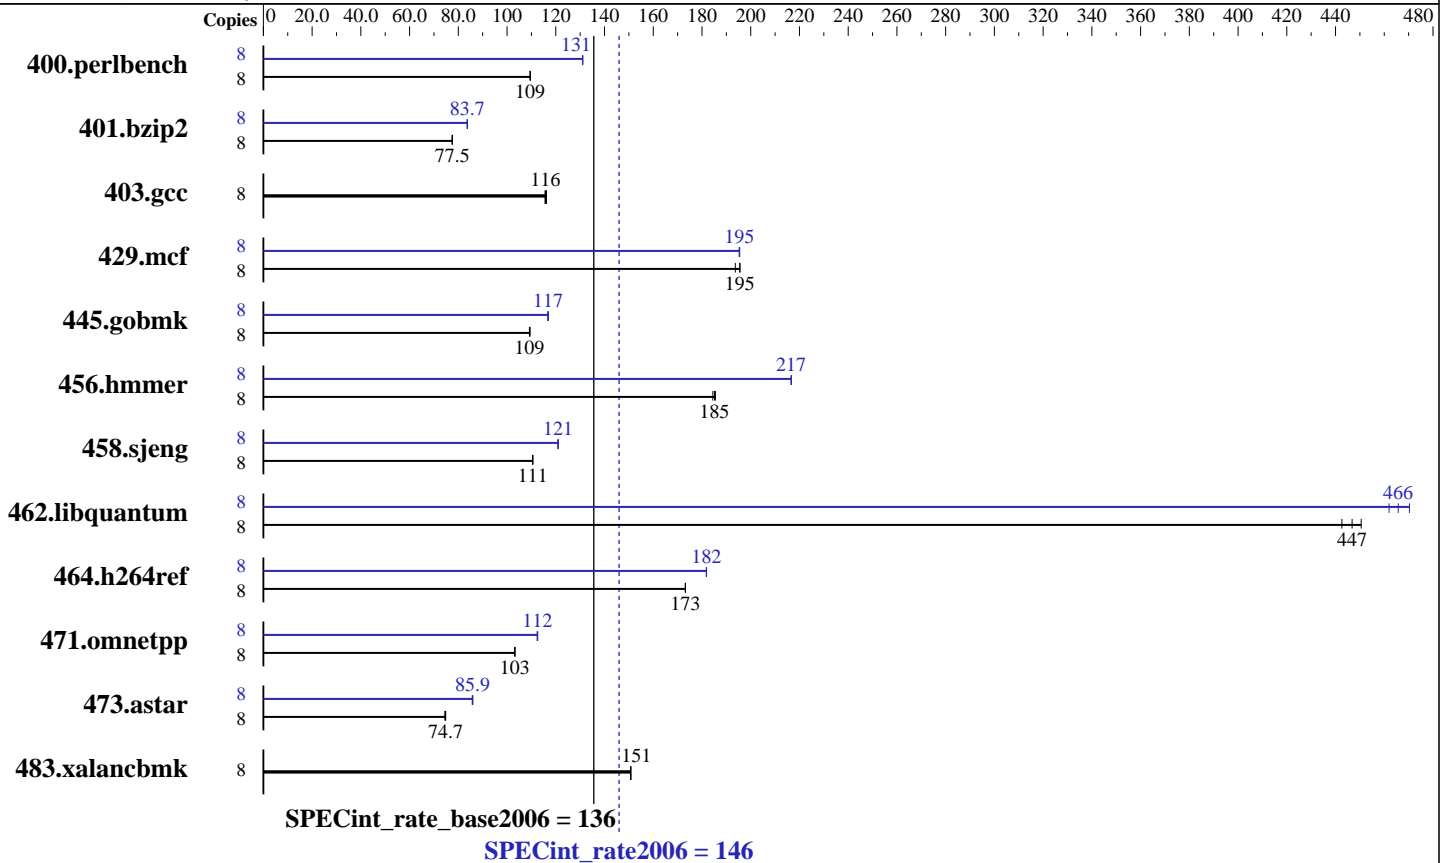 Copies 0 20.0 40.0 60.0 80.0 100 120 140 160 180 200 220 240 260 280 300 320 340 360 380 400 420 440 480
400.perlbench 8 131
8 109
401.bzip2 8 83.7
8 77.5
403.gcc 8 116
429.mcf 8 195
8 195
445.gobmk 8 117
8 109
456.hmmer 8 217
8 185
458.sjeng 8 121
8 111
462.libquantum 8 466
8 447
464.h264ref 8 182
8 173
471.omnetpp 8 112
8 103
473.astar 8 85.9
8 74.7
483.xalancbmk 8 151
SPECint_rate_base2006 = 136
SPECint_rate2006 = 146